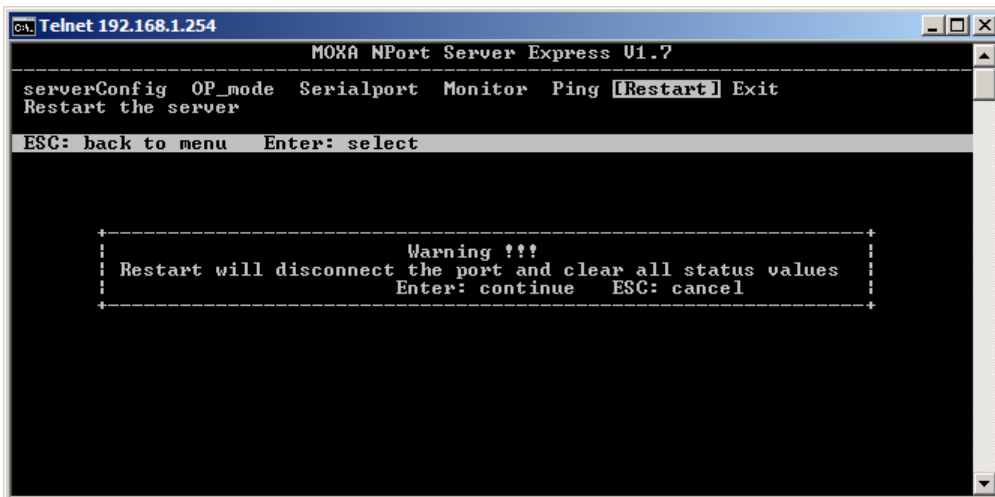 Telnet 192.168.1.254
MOXA NPort Server Express V1.7
serverConfig OP_mode Serialport Monitor Ping [Restart] Exit
Restart the server
ESC: back to menu Enter: select
Warning !!!
Restart will disconnect the port and clear all status values
Enter: continue ESC: cancel